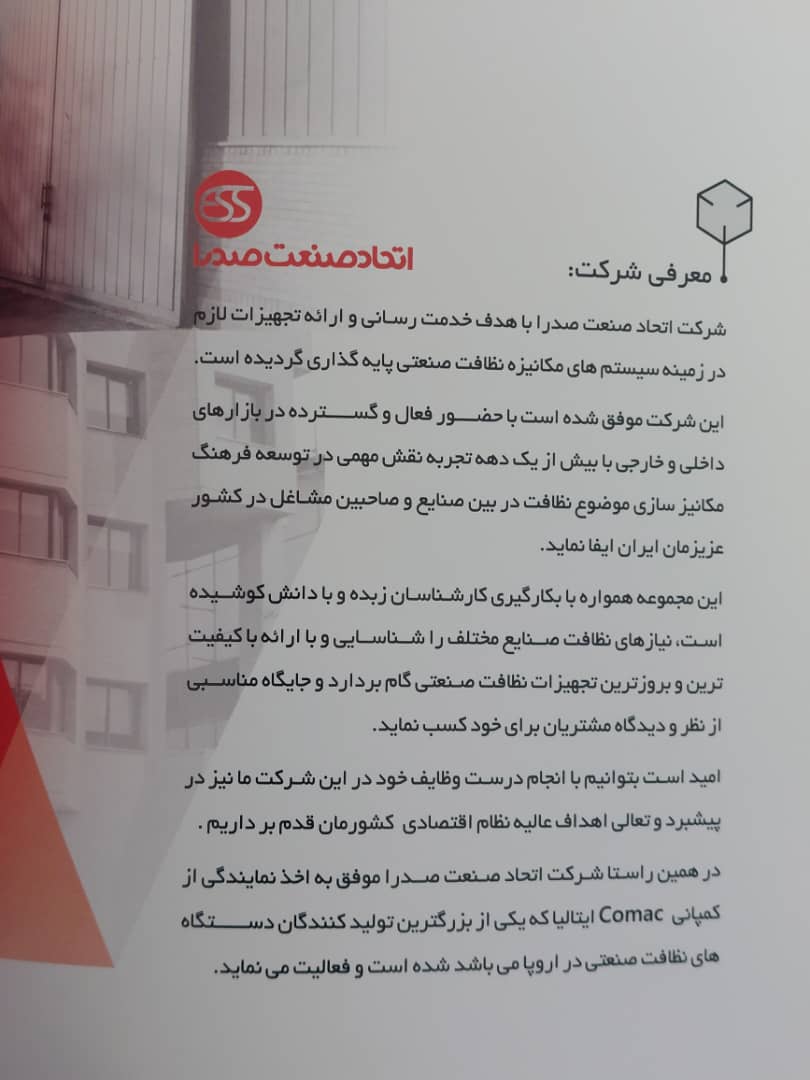 ESS
اتحاد صنعت صدرا
معرفی شرکت:
شرکت اتحاد صنعت صدرا با هدف خدمت رسانی و ارائه تجهیزات لازم
در زمینه سیستم های مکانیزه نظافت صنعتی پایه گذاری گردیده است.
این شرکت موفق شده است با حضور فعال و گسترده در بازارهای
داخلی و خارجی با بیش از یک دهه تجربه نقش مهمی در توسعه فرهنگ
مکانیز سازی موضوع نظافت در بین صنایع و صاحبین مشاغل در کشور
عزیزمان ایران ایفا نماید.
این مجموعه همواره با بکارگیری کارشناسان زبده و با دانش کوشیده
است، نیازهای نظافت صنایع مختلف را شناسایی و با ارائه با کیفیت
ترین و بروزترین تجهیزات نظافت صنعتی گام بردارد و جایگاه مناسبی
از نظر و دیدگاه مشتریان برای خود کسب نماید.
امید است بتوانیم با انجام درست وظایف خود در این شرکت ما نیز در
پیشبرد و تعالی اهداف عالیه نظام اقتصادی کشورمان قدم بر داریم .
در همین راستا شرکت اتحاد صنعت صدرا موفق به اخذ نمایندگی از
کمپانی Comac ایتالیا که یکی از بزرگترین تولید کنندگان دستگاه
های نظافت صنعتی در اروپا می باشد شده است و فعالیت می نماید.